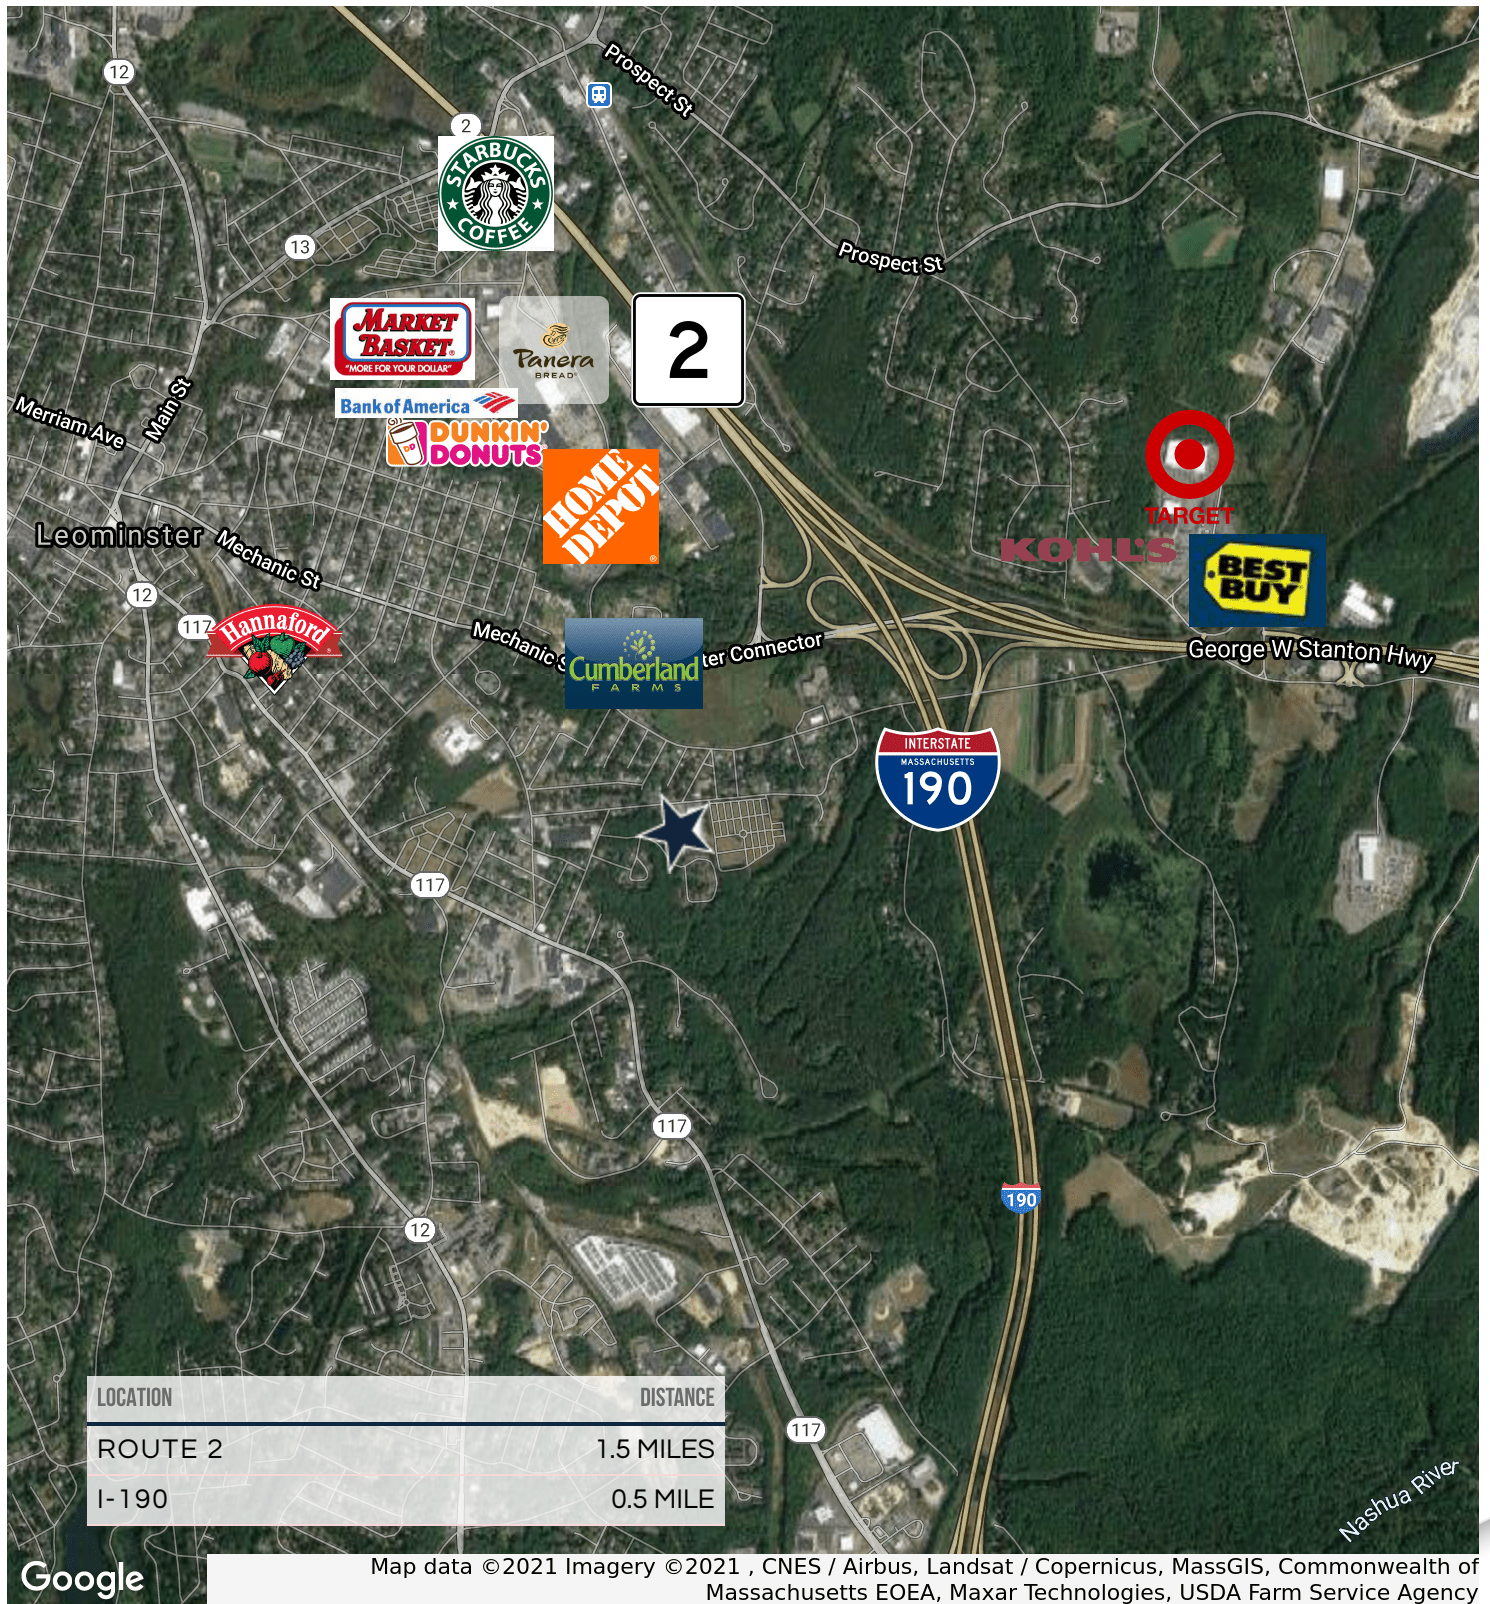 12
Prospect St
2
STARBUCKS
COFFEE
13
Prospect St
MARKET
BASKET®
"MORE FOR YOUR DOLLAR"
Panera
BREAD®
2
Merriam Ave
Main St
Bank of America
DUNKIN'
DONUTS
DD
HOME
DEPOT
®
TARGET
KOHL'S
BEST
BUY
Leominster
Mechanic St
12
117
Hannaford
®
Mechanic S
Cumberland
FARMS
ter Connector
George W Stanton Hwy
INTERSTATE
MASSACHUSETTS
190
117
117
190
12
LOCATION DISTANCE
ROUTE 2 1.5 MILES
I-190 0.5 MILE
117
Nashua River
Google
Map data ©2021 Imagery ©2021 , CNES / Airbus, Landsat / Copernicus, MassGIS, Commonwealth of
Massachusetts EOEA, Maxar Technologies, USDA Farm Service Agency